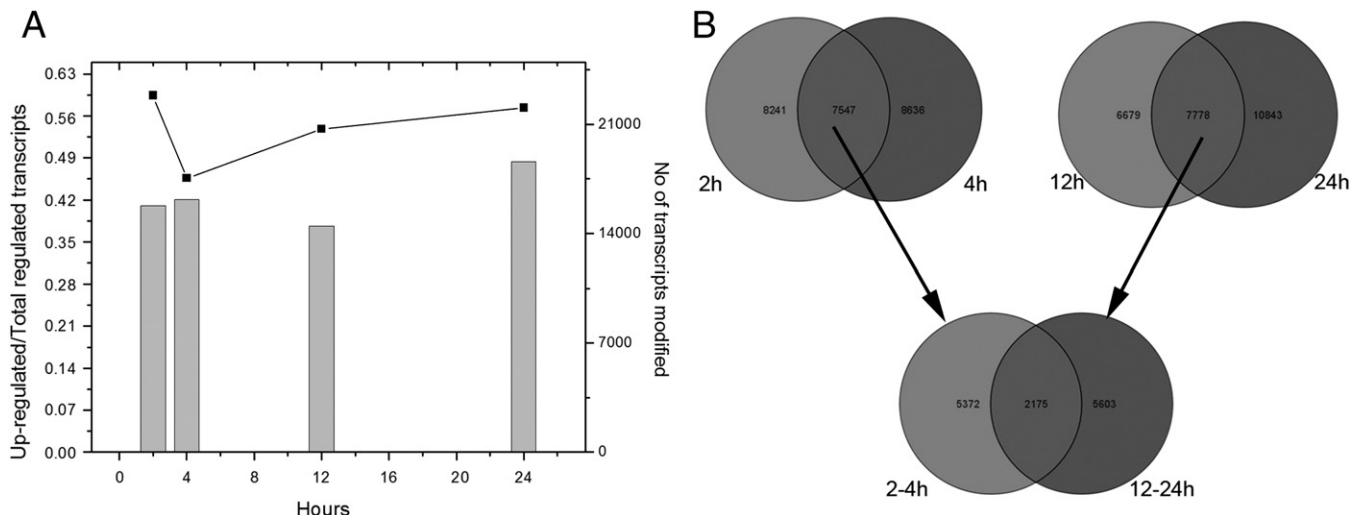 A
Up-regulated/Total regulated transcripts
0.63
0.56
0.49
0.42
0.35
0.28
0.21
0.14
0.07
0.00
0 4 8 12 16 20 24
Hours
21000
14000
7000
0
No of transcripts modified
B
8241 7547 8636
2h 4h
6679 7778 10843
12h 24h
5372 2175 5603
2-4h 12-24h